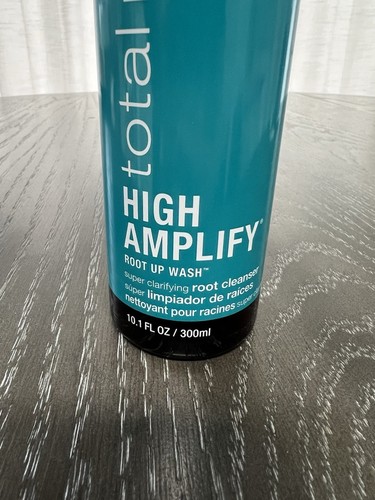 total
HIGH
AMPLIFY®
ROOT UP WASH™
super clarifying root cleanser
súper limpiador de raíces
nettoyant pour racines super
10.1 FL OZ / 300ml